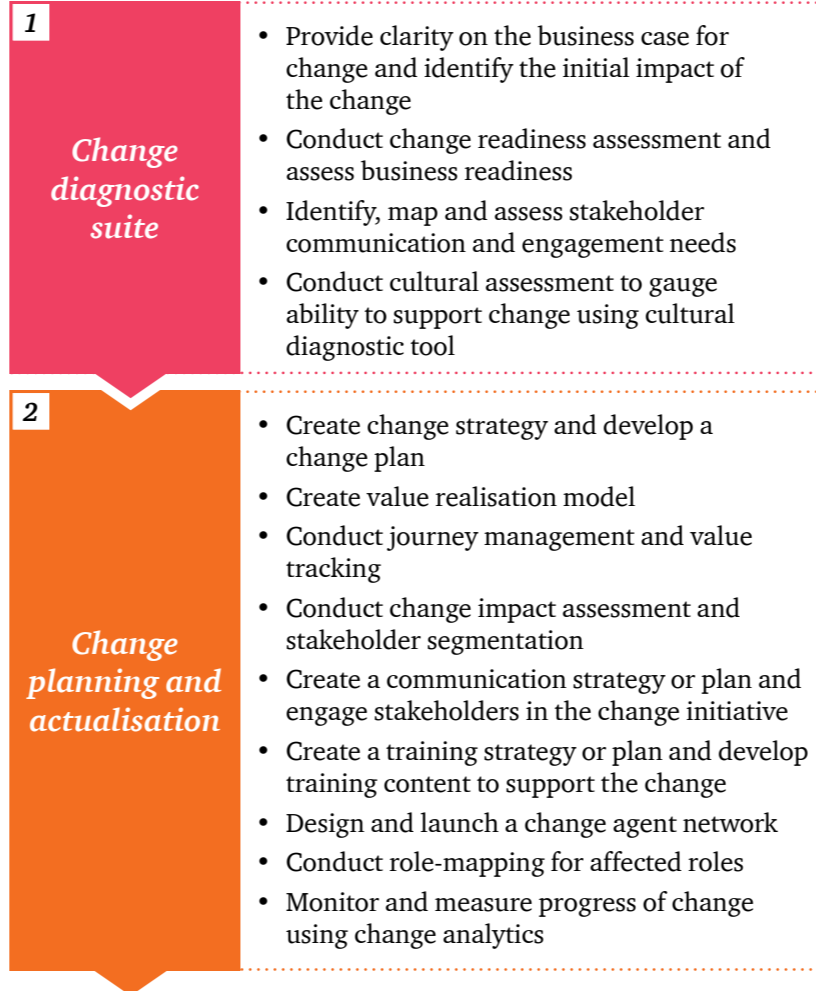 1
Change
diagnostic
suite
• Provide clarity on the business case for
change and identify the initial impact of
the change
• Conduct change readiness assessment and
assess business readiness
• Identify, map and assess stakeholder
communication and engagement needs
• Conduct cultural assessment to gauge
ability to support change using cultural
diagnostic tool
2
Change
planning and
actualisation
• Create change strategy and develop a
change plan
• Create value realisation model
• Conduct journey management and value
tracking
• Conduct change impact assessment and
stakeholder segmentation
• Create a communication strategy or plan and
engage stakeholders in the change initiative
• Create a training strategy or plan and develop
training content to support the change
• Design and launch a change agent network
• Conduct role-mapping for affected roles
• Monitor and measure progress of change
using change analytics